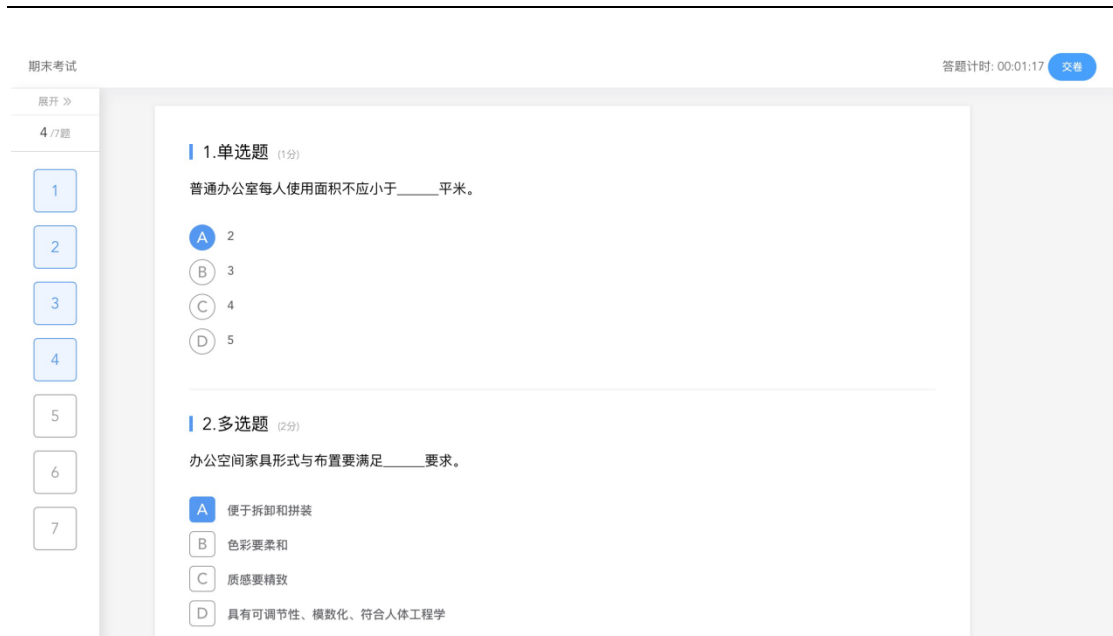 期末考试
答题计时: 00:01:17 交卷
展开 »
4 /7题
1
2
3
4
5
6
7
1.单选题 (1分)
普通办公室每人使用面积不应小于______平米。
A 2
B 3
C 4
D 5
2.多选题 (2分)
办公空间家具形式与布置要满足______要求。
A 便于拆卸和拼装
B 色彩要柔和
C 质感要精致
D 具有可调节性、模数化、符合人体工程学